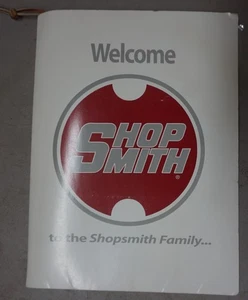 Welcome
SHOP
SMITH®
to the Shopsmith Family...